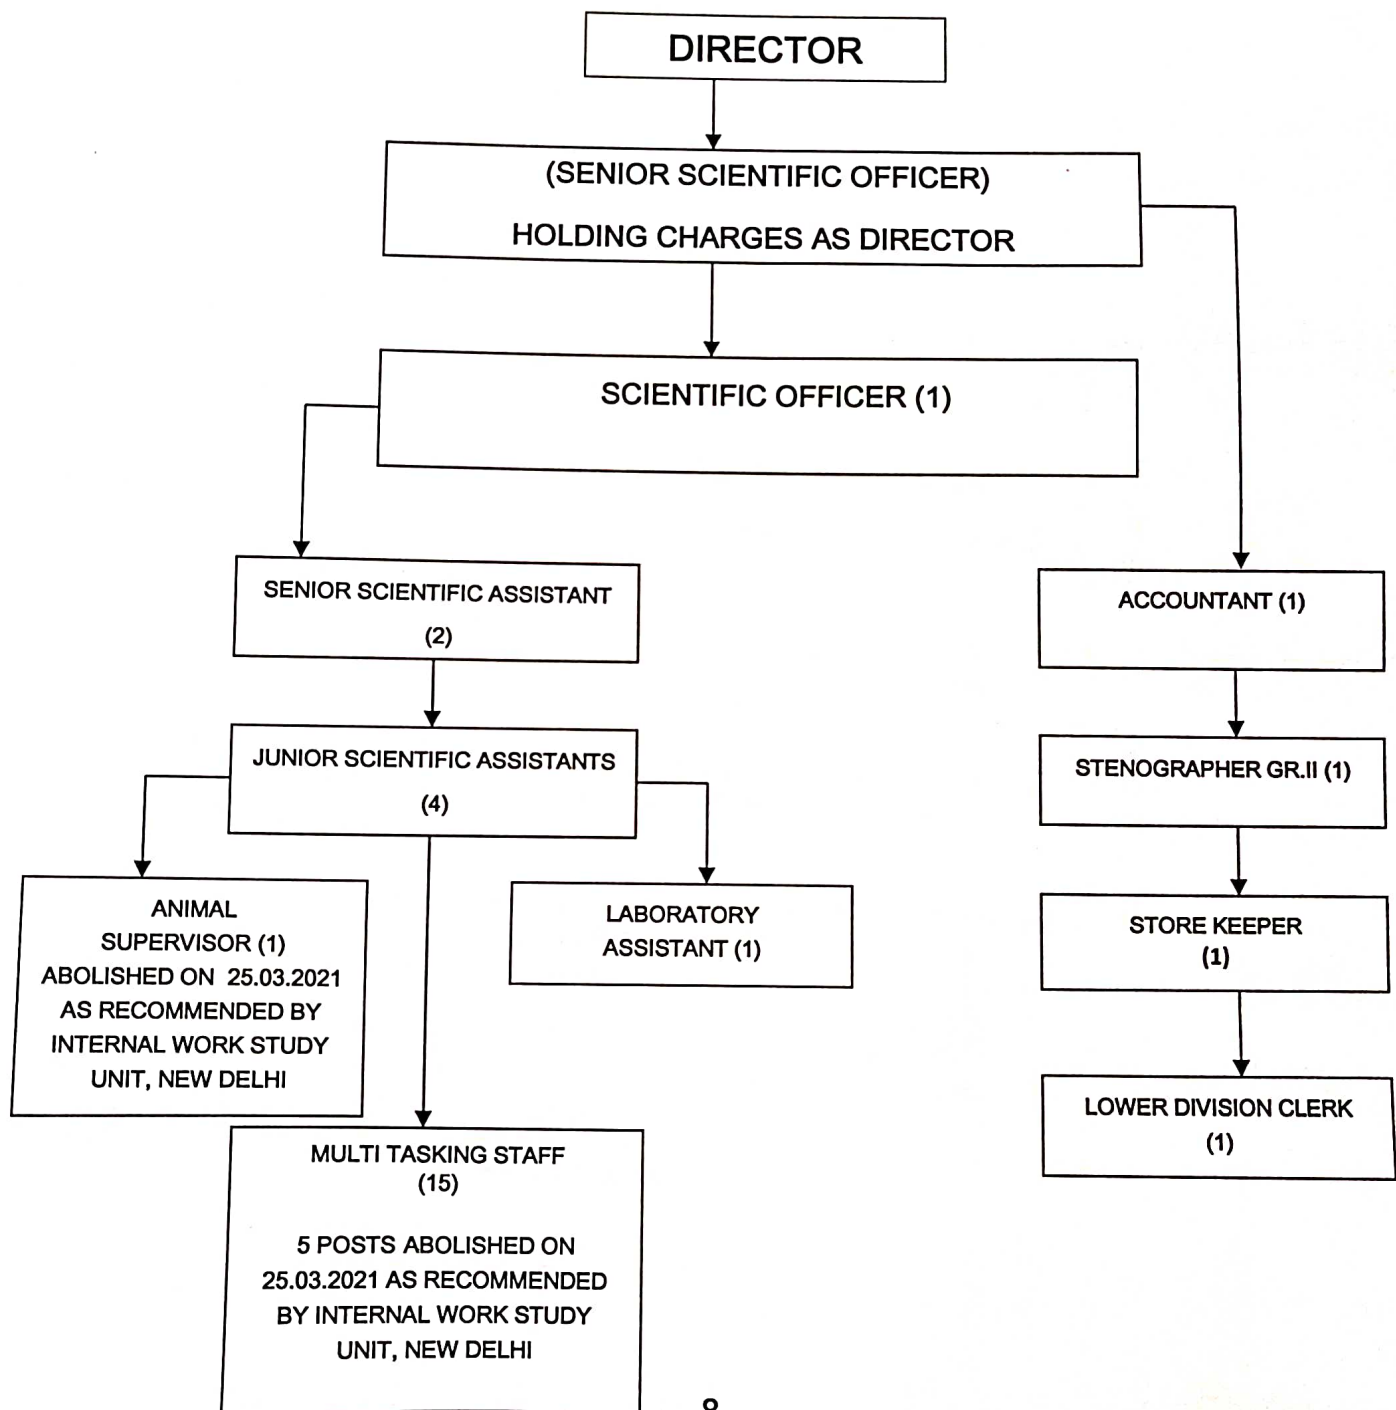 DIRECTOR
(SENIOR SCIENTIFIC OFFICER)
HOLDING CHARGES AS DIRECTOR
SCIENTIFIC OFFICER (1)
SENIOR SCIENTIFIC ASSISTANT
(2)
ACCOUNTANT (1)
JUNIOR SCIENTIFIC ASSISTANTS
(4)
STENOGRAPHER GR.II (1)
ANIMAL
SUPERVISOR (1)
ABOLISHED ON 25.03.2021
AS RECOMMENDED BY
INTERNAL WORK STUDY
UNIT, NEW DELHI
LABORATORY
ASSISTANT (1)
STORE KEEPER
(1)
LOWER DIVISION CLERK
(1)
MULTI TASKING STAFF
(15)
5 POSTS ABOLISHED ON
25.03.2021 AS RECOMMENDED
BY INTERNAL WORK STUDY
UNIT, NEW DELHI